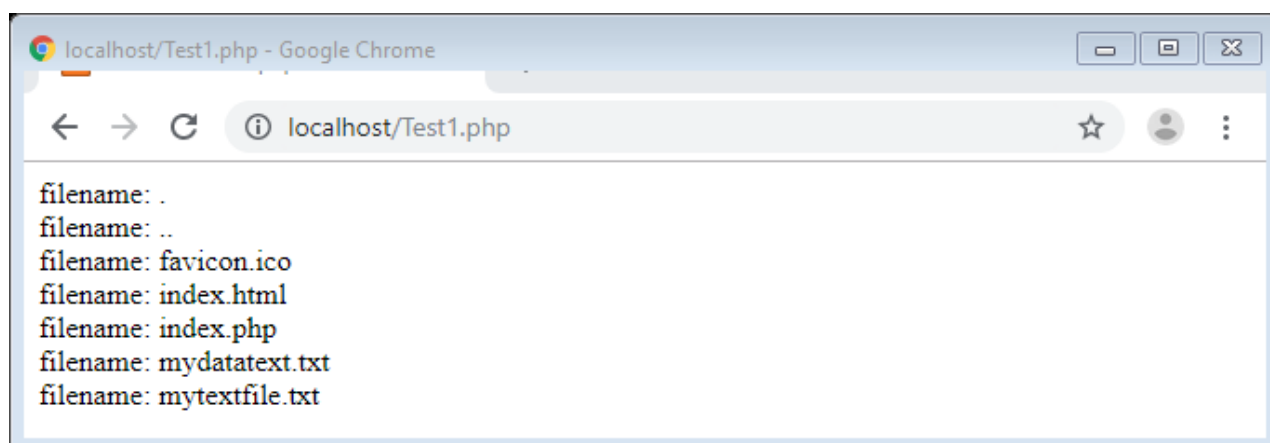 localhost/Test1.php - Google Chrome
localhost/Test1.php
filename: .
filename: ..
filename: favicon.ico
filename: index.html
filename: index.php
filename: mydatatext.txt
filename: mytextfile.txt